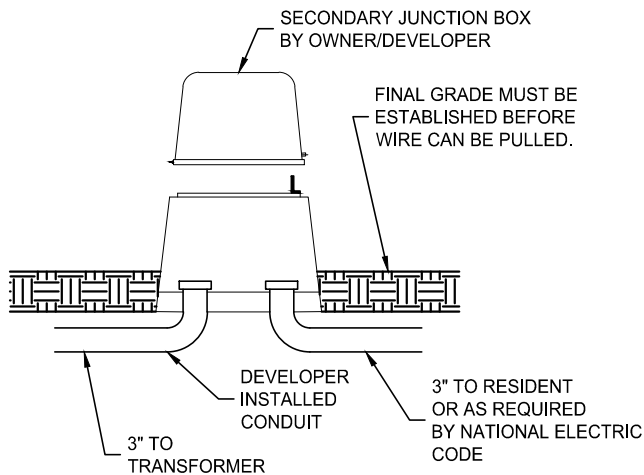 SECONDARY JUNCTION BOX
BY OWNER/DEVELOPER
FINAL GRADE MUST BE
ESTABLISHED BEFORE
WIRE CAN BE PULLED.
DEVELOPER
INSTALLED
CONDUIT
3" TO RESIDENT
OR AS REQUIRED
BY NATIONAL ELECTRIC
CODE
3" TO
TRANSFORMER